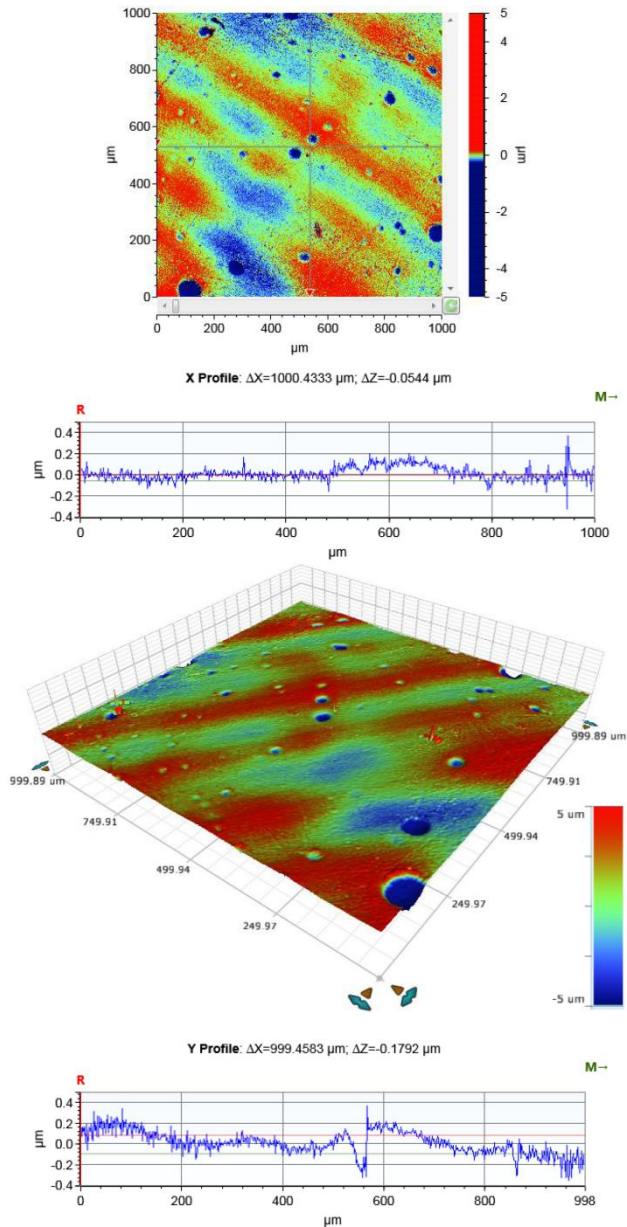 1000
800
600
400
200
0
µm
0 200 400 600 800 1000
µm
5
4
2
0
-2
-4
-5
µm
X Profile: ΔX=1000.4333 µm; ΔZ=-0.0544 µm
R M→
0.4
0.2
0.0
-0.2
-0.4
µm
0 200 400 600 800 1000
µm
999.89 um
749.91
499.94
249.97
999.89 um
749.91
499.94
249.97
5 um
-5 um
Y Profile: ΔX=999.4583 µm; ΔZ=-0.1792 µm
R M→
0.4
0.2
0.0
-0.2
-0.4
µm
0 200 400 600 800 998
µm